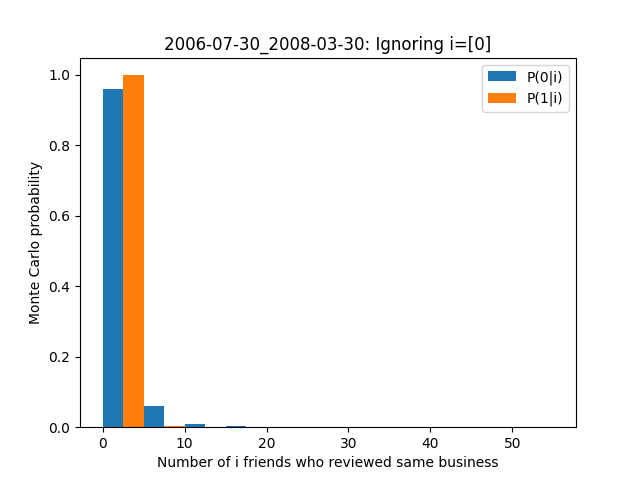 2006-07-30_2008-03-30: Ignoring i=[0]
P(0|i)
P(1|i)
Monte Carlo probability
1.0
0.8
0.6
0.4
0.2
0.0
0 10 20 30 40 50
Number of i friends who reviewed same business